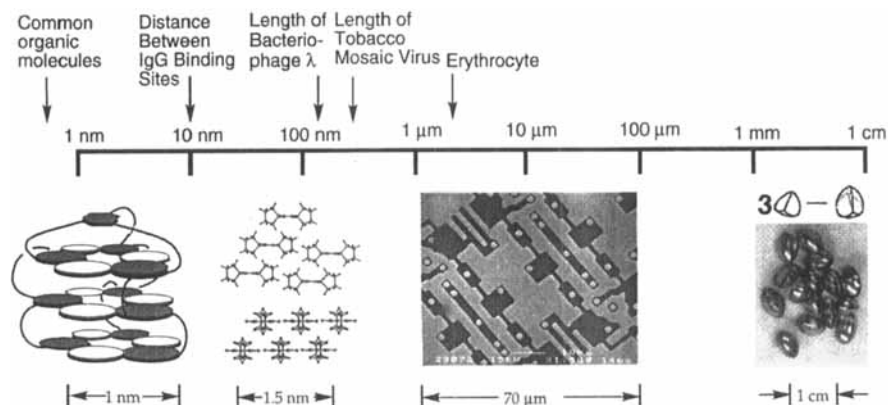 Common
organic
molecules
Distance
Between
IgG Binding
Sites
Length of
Bacterio-
phage λ
Length of
Tobacco
Mosaic Virus
Erythrocyte
1 nm
10 nm
100 nm
1 μm
10 μm
100 μm
1 mm
1 cm
3
1 nm
1.5 nm
70 μm
1 cm